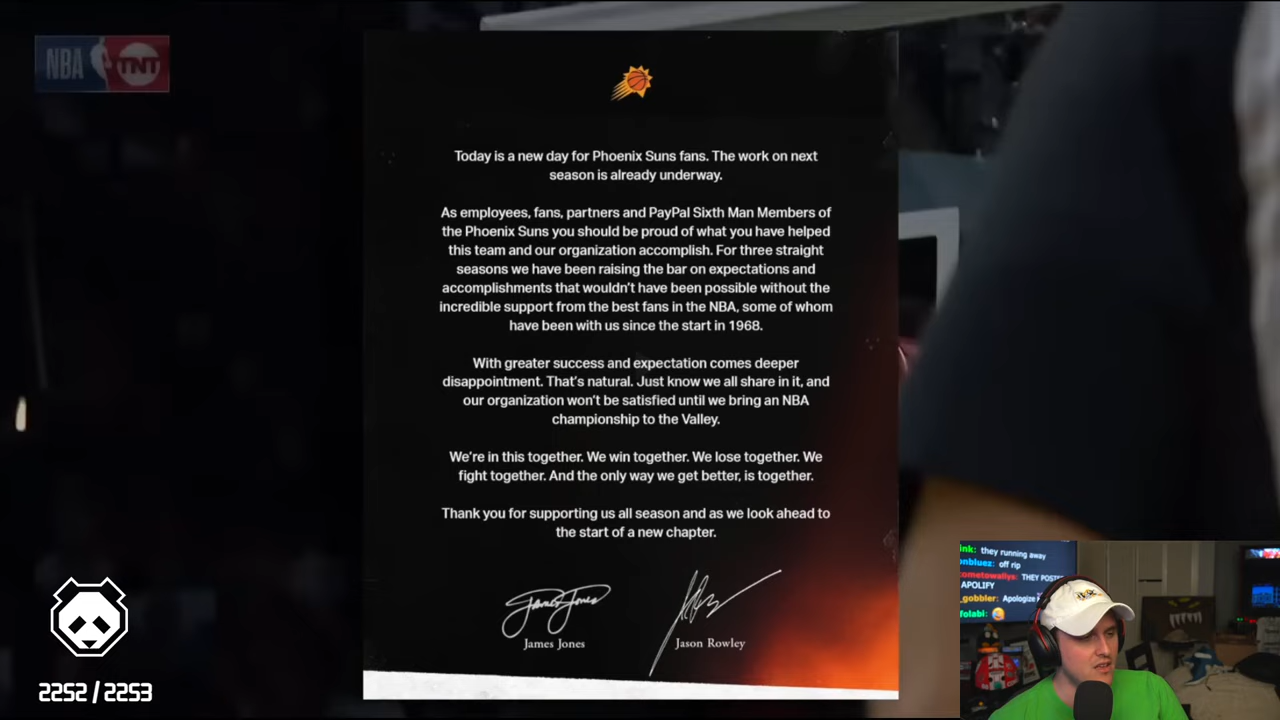 NBA TNT
Today is a new day for Phoenix Suns fans. The work on next
season is already underway.
As employees, fans, partners and PayPal Sixth Man Members of
the Phoenix Suns you should be proud of what you have helped
this team and our organization accomplish. For three straight
seasons we have been raising the bar on expectations and
accomplishments that wouldn't have been possible without the
incredible support from the best fans in the NBA, some of whom
have been with us since the start in 1968.
With greater success and expectation comes deeper
disappointment. That's natural. Just know we all share in it, and
our organization won't be satisfied until we bring an NBA
championship to the Valley.
We're in this together. We win together. We lose together. We
fight together. And the only way we get better, is together.
Thank you for supporting us all season and as we look ahead to
the start of a new chapter.
James Jones
James Jones
Jason Rowley
2252 / 2253
ink: they running away
onbluez: off rip
cometowallys: THEY POSTE
APOLIFY
_gobbler: Apologize
folabi: